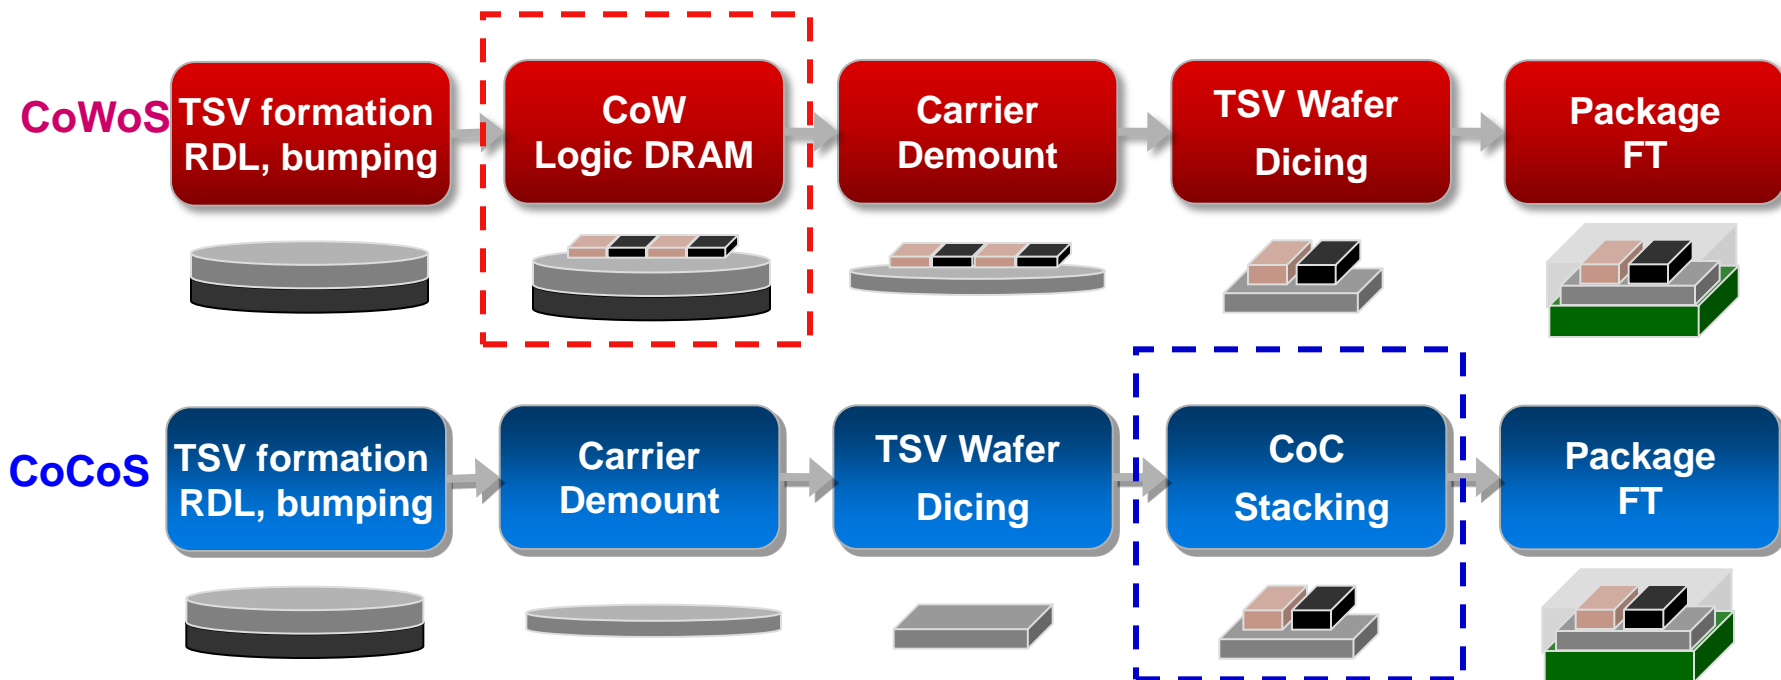 CoWoS
TSV formation
RDL, bumping
CoW
Logic DRAM
Carrier
Demount
TSV Wafer
Dicing
Package
FT
CoCoS
TSV formation
RDL, bumping
Carrier
Demount
TSV Wafer
Dicing
CoC
Stacking
Package
FT